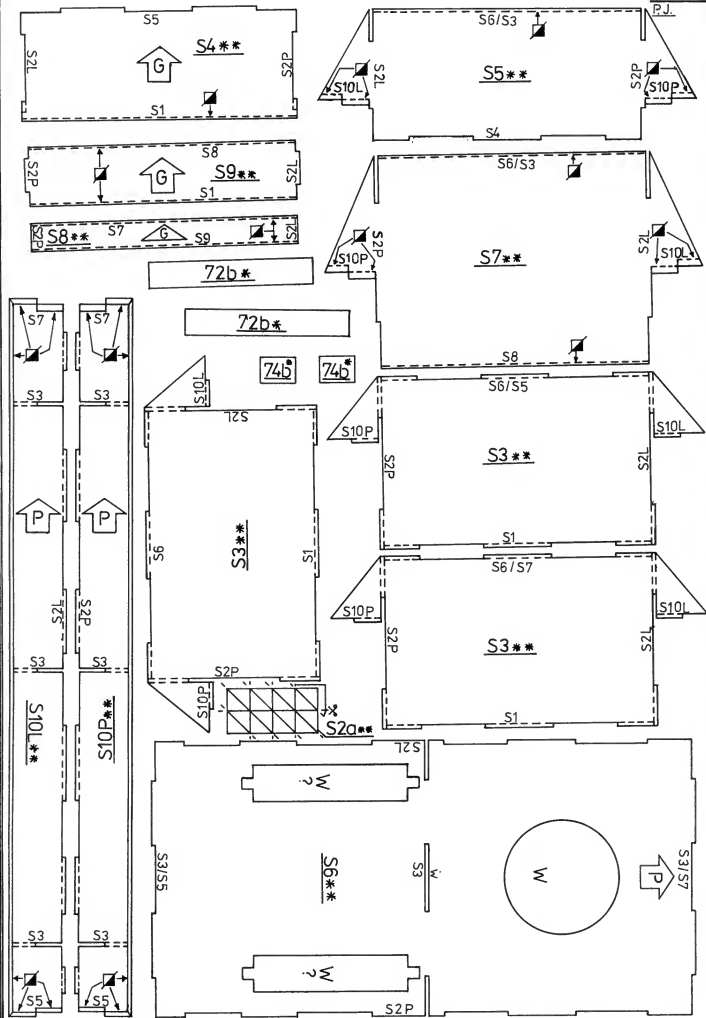 P.J.
S5
S2L
S4**
S2P
G
S1
S6/S3
S2L
S5**
S2P
S10L
S10P
S4
S8
S2P
G
S9**
S2L
S1
S7
S2P
S8**
G
S9
S2L
72b*
72b*
74b*
74b*
S6/S3
S2P
S10P
S7**
S2L
S10L
S8
S7
S7
S3
S3
P
P
S2L
S2P
S3
S3
S10L**
S10P**
S3
S3
S5
S5
S10L
S2L
S6
S3**
S1
S2P
S10P
S2a**
S6/S5
S10P
S2P
S3**
S2L
S10L
S1
S6/S7
S10P
S2P
S3**
S2L
S10L
S1
S2L
W?
S3/S5
S6**
S3
W
W
P
S3/S7
W?
S2P